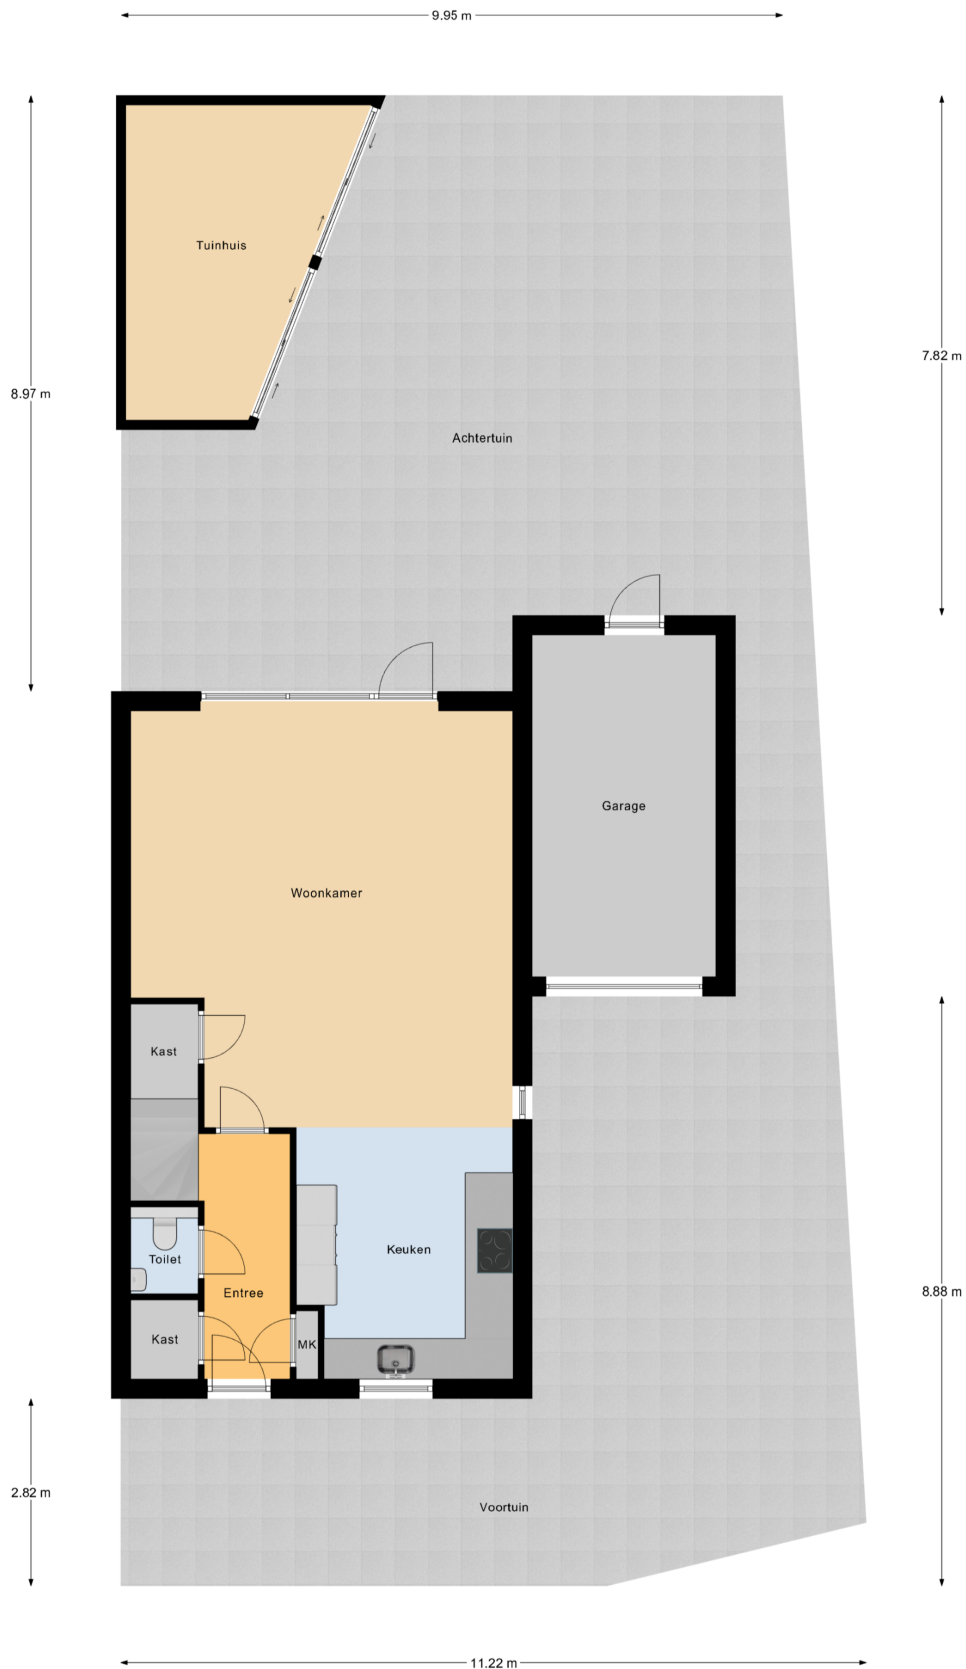 9.95 m
Tuinhuis
7.82 m
8.97 m
Achtertuin
Garage
Woonkamer
Kast
Keuken
Toilet
Entree
8.88 m
Kast
MK
2.82 m
Voortuin
11.22 m